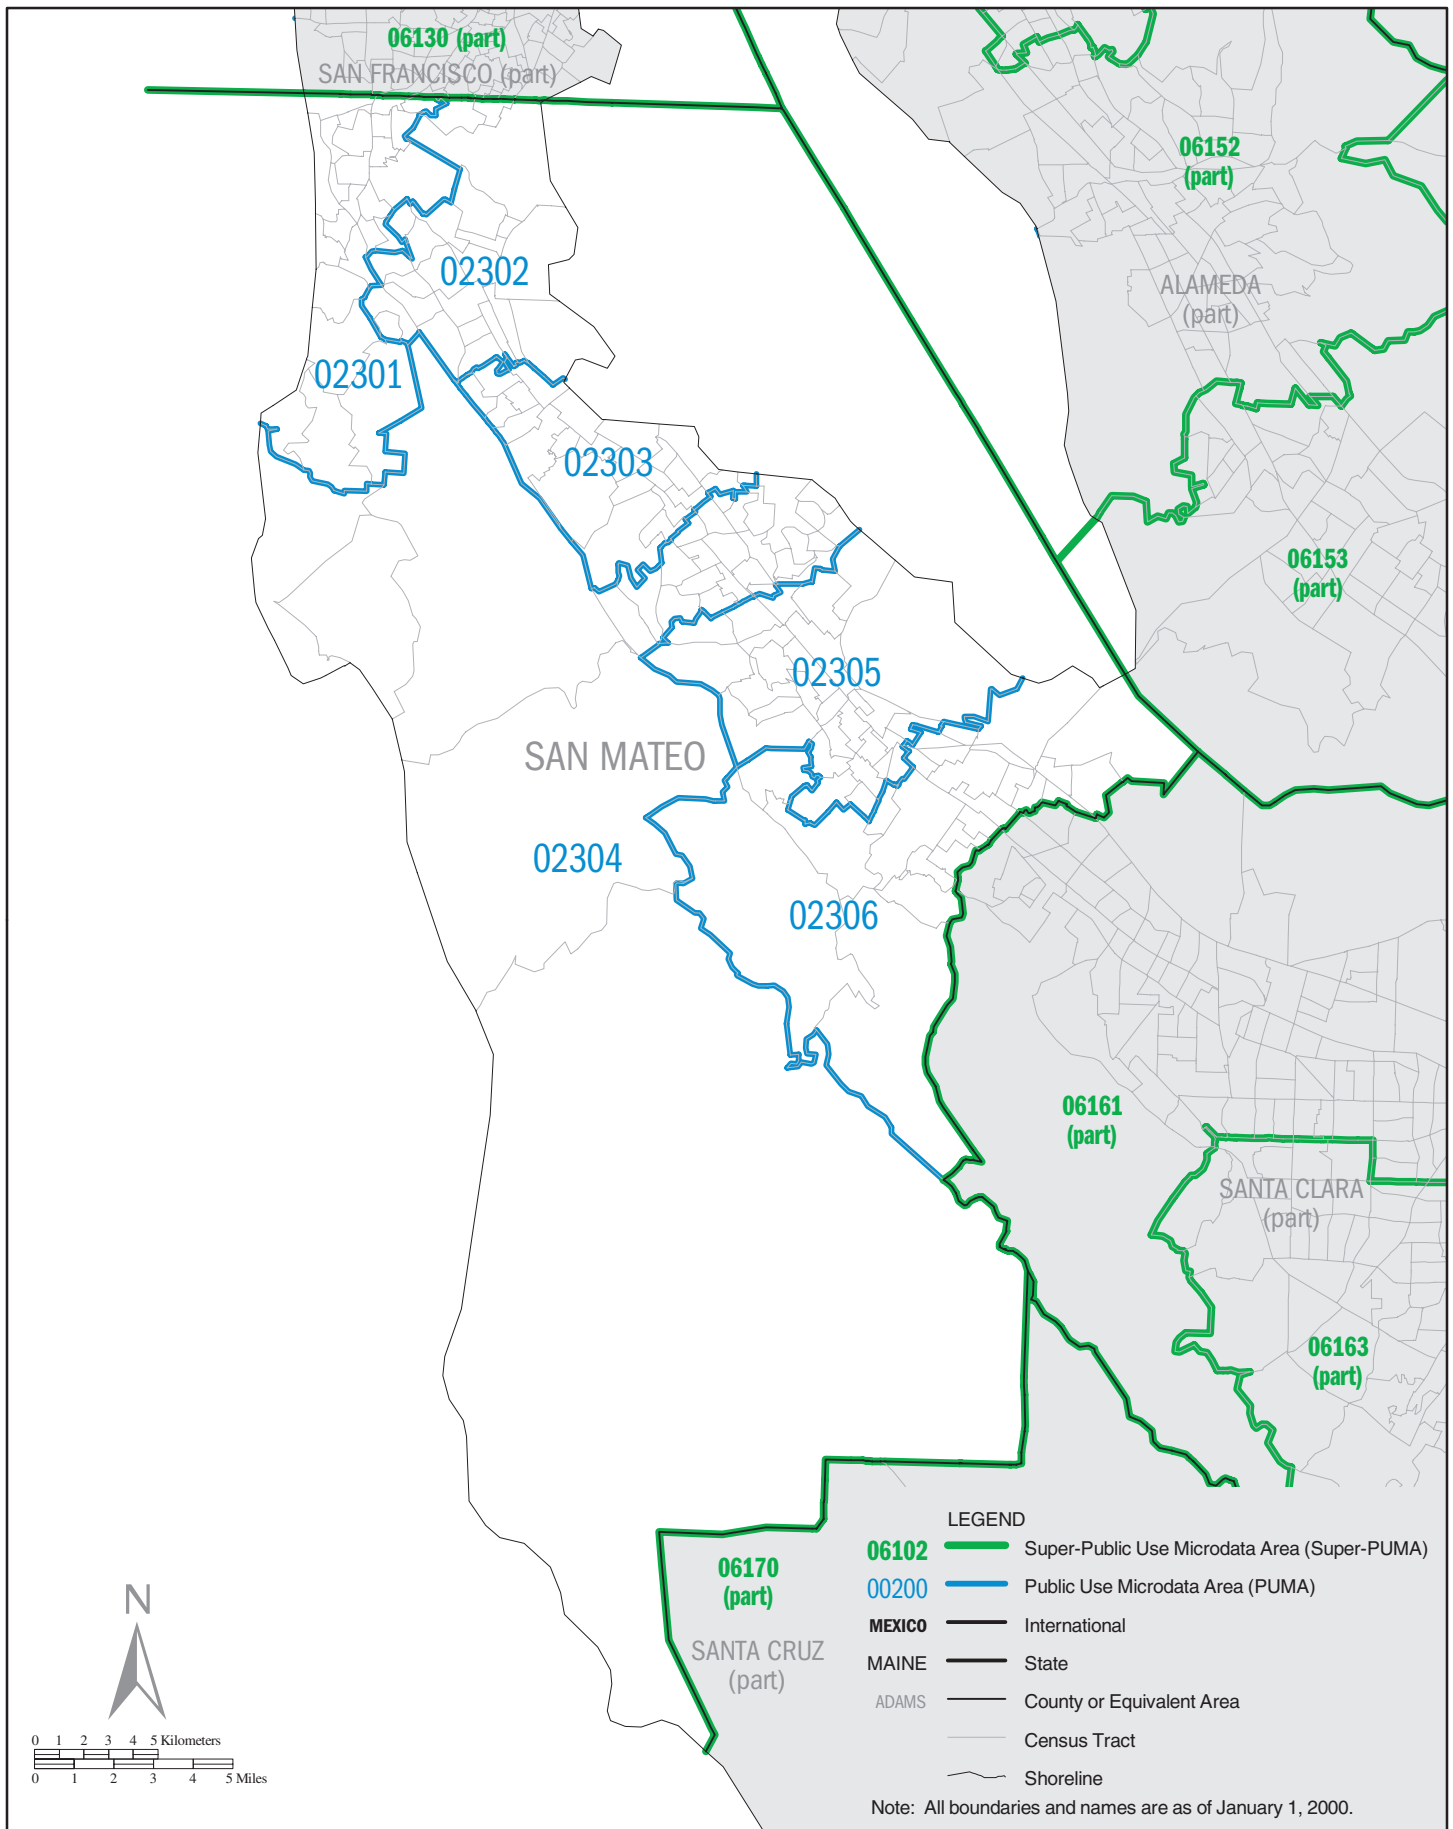 06130 (part)
SAN FRANCISCO (part)
06152
(part)
02302
ALAMEDA
(part)
02301
02303
06153
(part)
02305
SAN MATEO
02304
02306
06161
(part)
SANTA CLARA
(part)
06163
(part)
LEGEND
06102 Super-Public Use Microdata Area (Super-PUMA)
00200 Public Use Microdata Area (PUMA)
MEXICO International
MAINE State
ADAMS County or Equivalent Area
Census Tract
Shoreline
Note: All boundaries and names are as of January 1, 2000.
06170
(part)
SANTA CRUZ
(part)
N
0 1 2 3 4 5 Kilometers
0 1 2 3 4 5 Miles